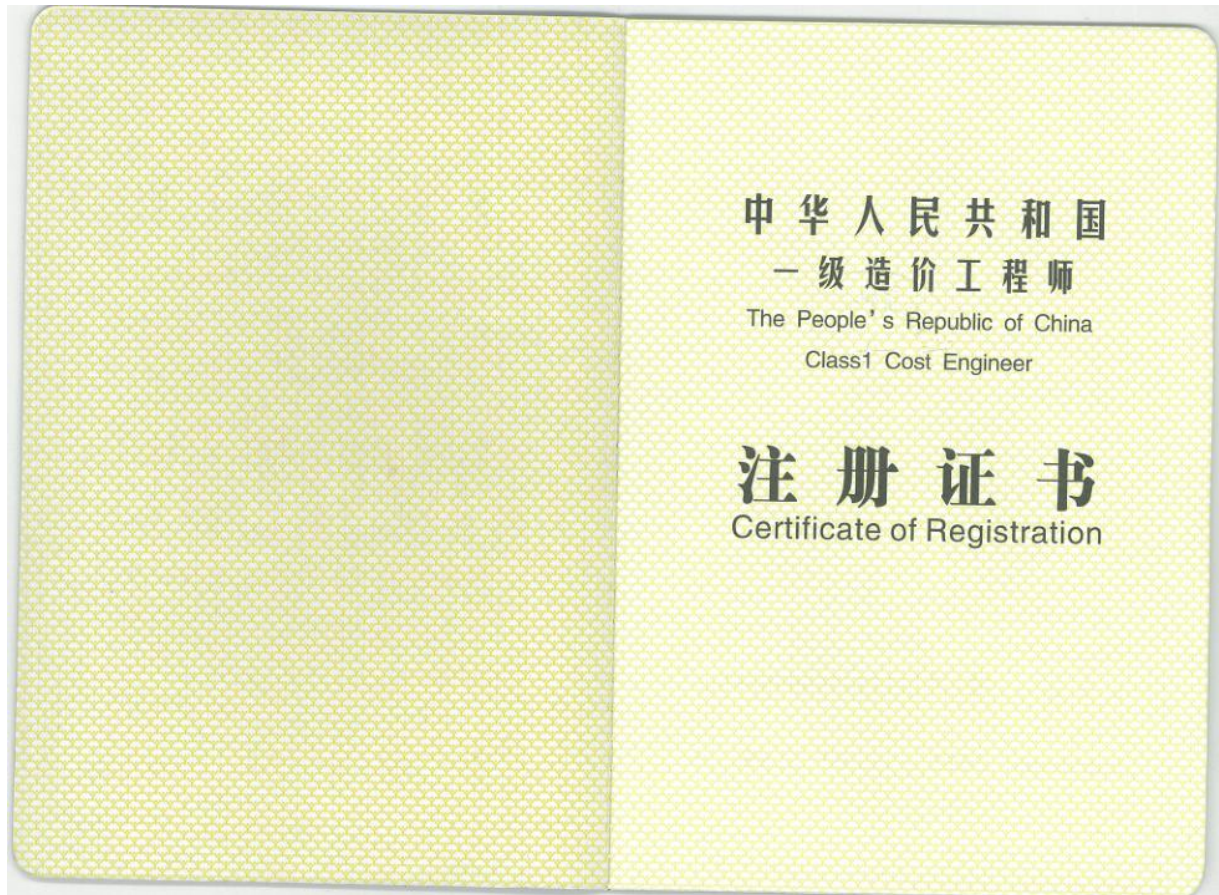 中华人民共和国
一级造价工程师
The People's Republic of China
Class1 Cost Engineer
注册证书
Certificate of Registration